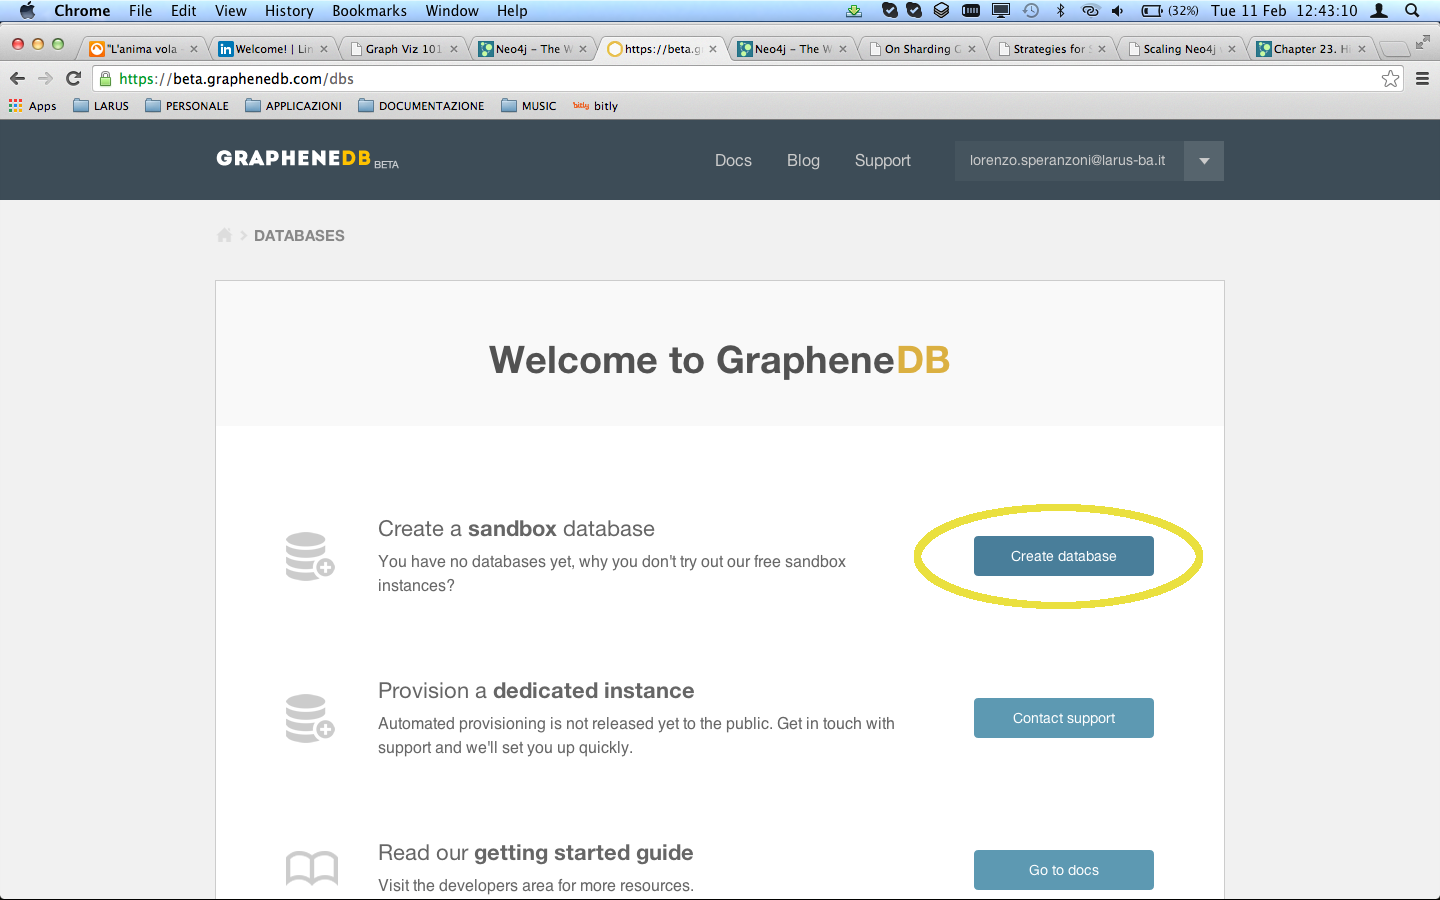 Chrome File Edit View History Bookmarks Window Help (32%) Tue 11 Feb 12:43:10
"L'anima vola Welcome! | Lin Graph Viz 101 Neo4j – The W https://beta.g Neo4j – The W On Sharding G Strategies for S Scaling Neo4j Chapter 23. Hi
https://beta.graphenedb.com/dbs
Apps LARUS PERSONALE APPLICAZIONI DOCUMENTAZIONE MUSIC bitly bitly
GRAPHENEDB BETA Docs Blog Support lorenzo.speranzoni@larus-ba.it
DATABASES
Welcome to GrapheneDB
Create a sandbox database
You have no databases yet, why you don't try out our free sandbox
instances?
Create database
Provision a dedicated instance
Automated provisioning is not released yet to the public. Get in touch with
support and we'll set you up quickly.
Contact support
Read our getting started guide
Visit the developers area for more resources.
Go to docs